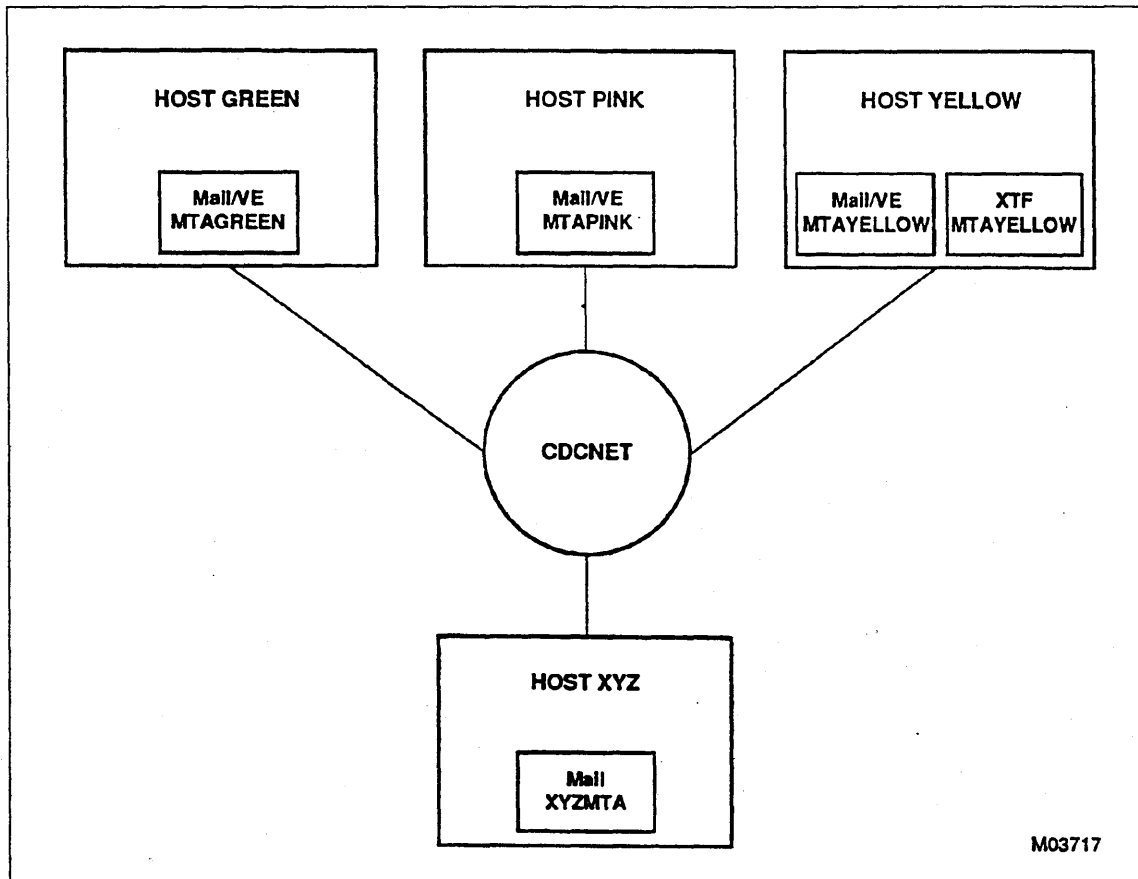 HOST GREEN
Mail/VE
MTAGREEN
HOST PINK
Mail/VE
MTAPINK
HOST YELLOW
Mail/VE
MTAYELLOW
XTF
MTAYELLOW
CDCNET
HOST XYZ
Mail
XYZMTA
M03717